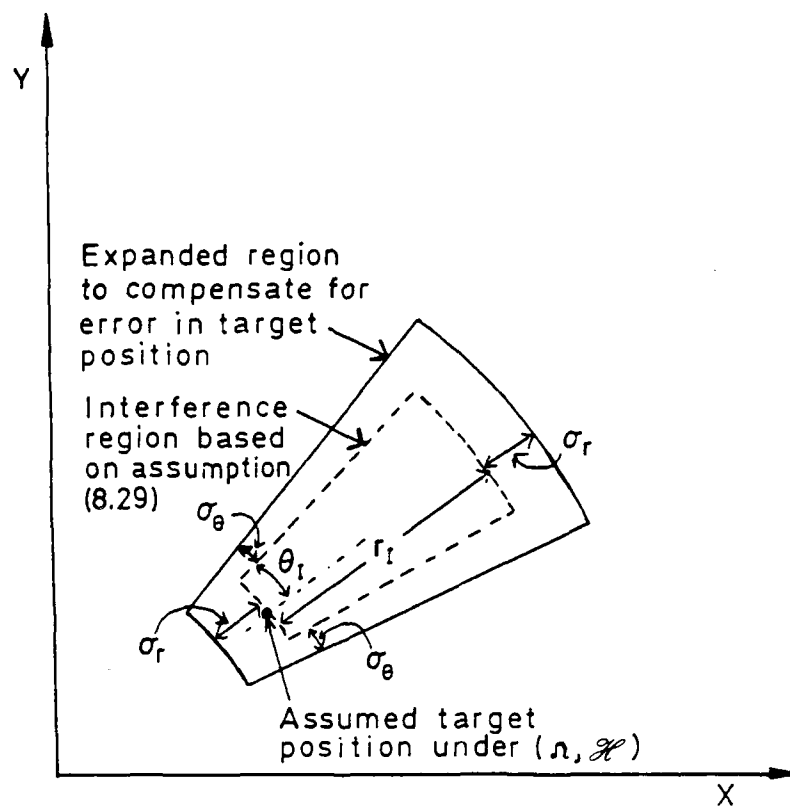 Y
Expanded region
to compensate for
error in target
position
Interference
region based
on assumption
(8.29)
σr
σθ
θI
rI
σr
σθ
Assumed target
position under (Ω, ℋ)
X